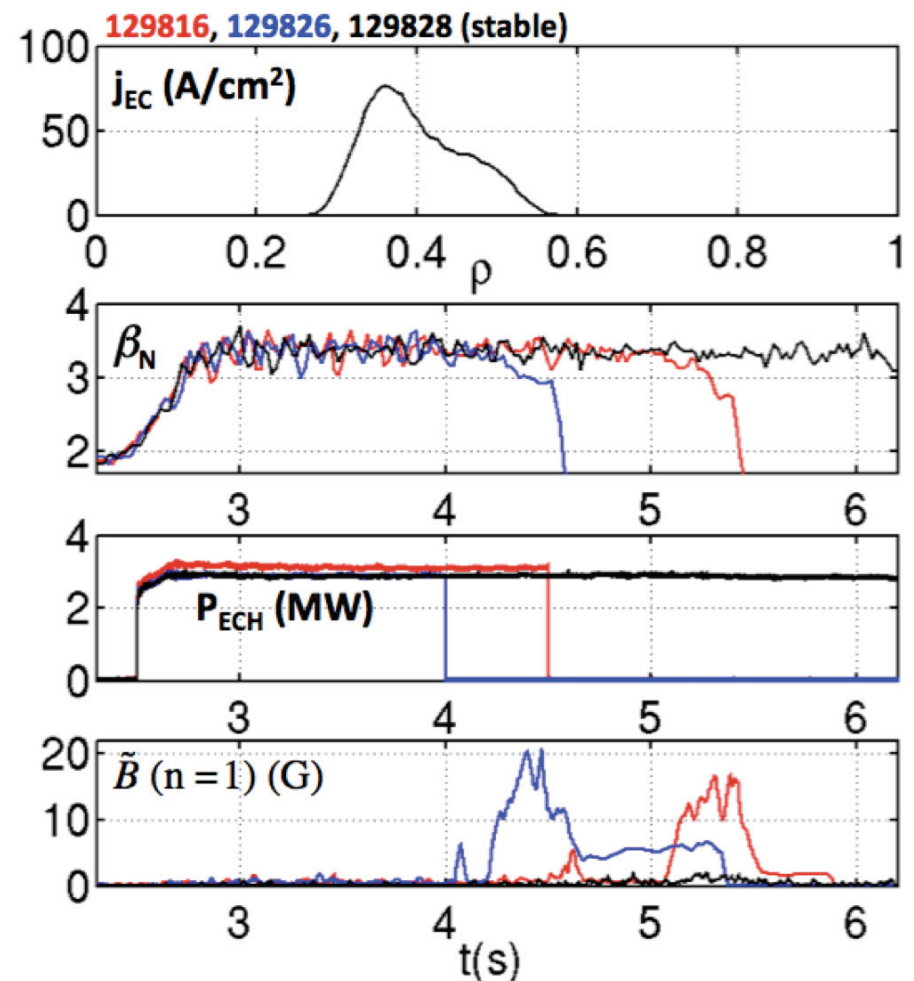 129816, 129826, 129828 (stable)
100
j_EC (A/cm²)
50
0
0 0.2 0.4 0.6 0.8 1
ρ
4
β_N
3
2
3 4 5 6
4
2
P_ECH (MW)
0
3 4 5 6
20
B̃ (n = 1) (G)
10
0
3 4 5 6
t(s)